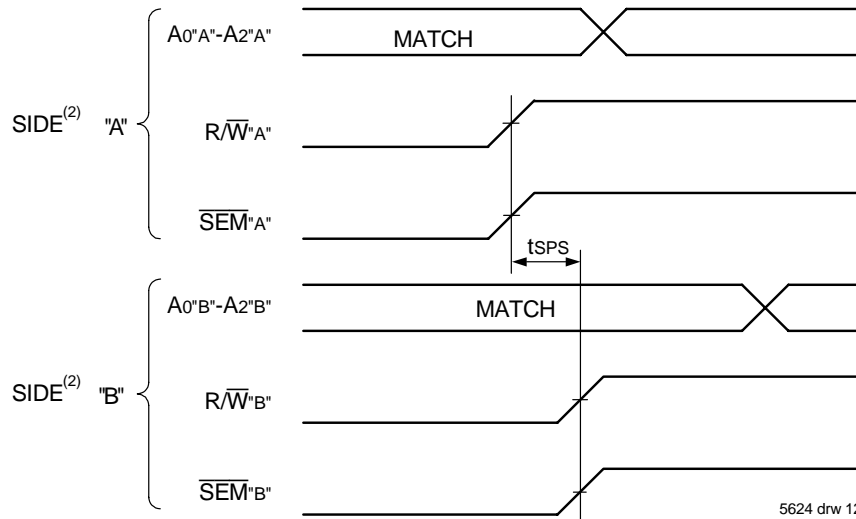 A0"A"-A2"A"
MATCH
SIDE(2) "A"
R/W"A"
SEM"A"
tSPS
A0"B"-A2"B"
MATCH
SIDE(2) "B"
R/W"B"
SEM"B"
5624 drw 12